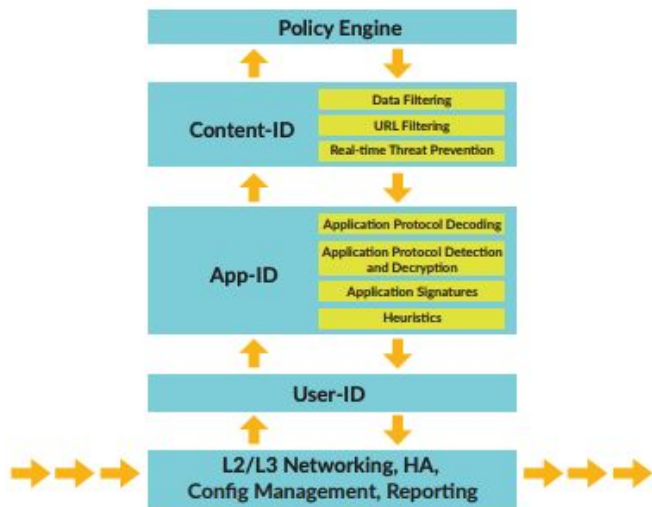 Policy Engine
Content-ID
Data Filtering
URL Filtering
Real-time Threat Prevention
App-ID
Application Protocol Decoding
Application Protocol Detection
and Decryption
Application Signatures
Heuristics
User-ID
L2/L3 Networking, HA,
Config Management, Reporting